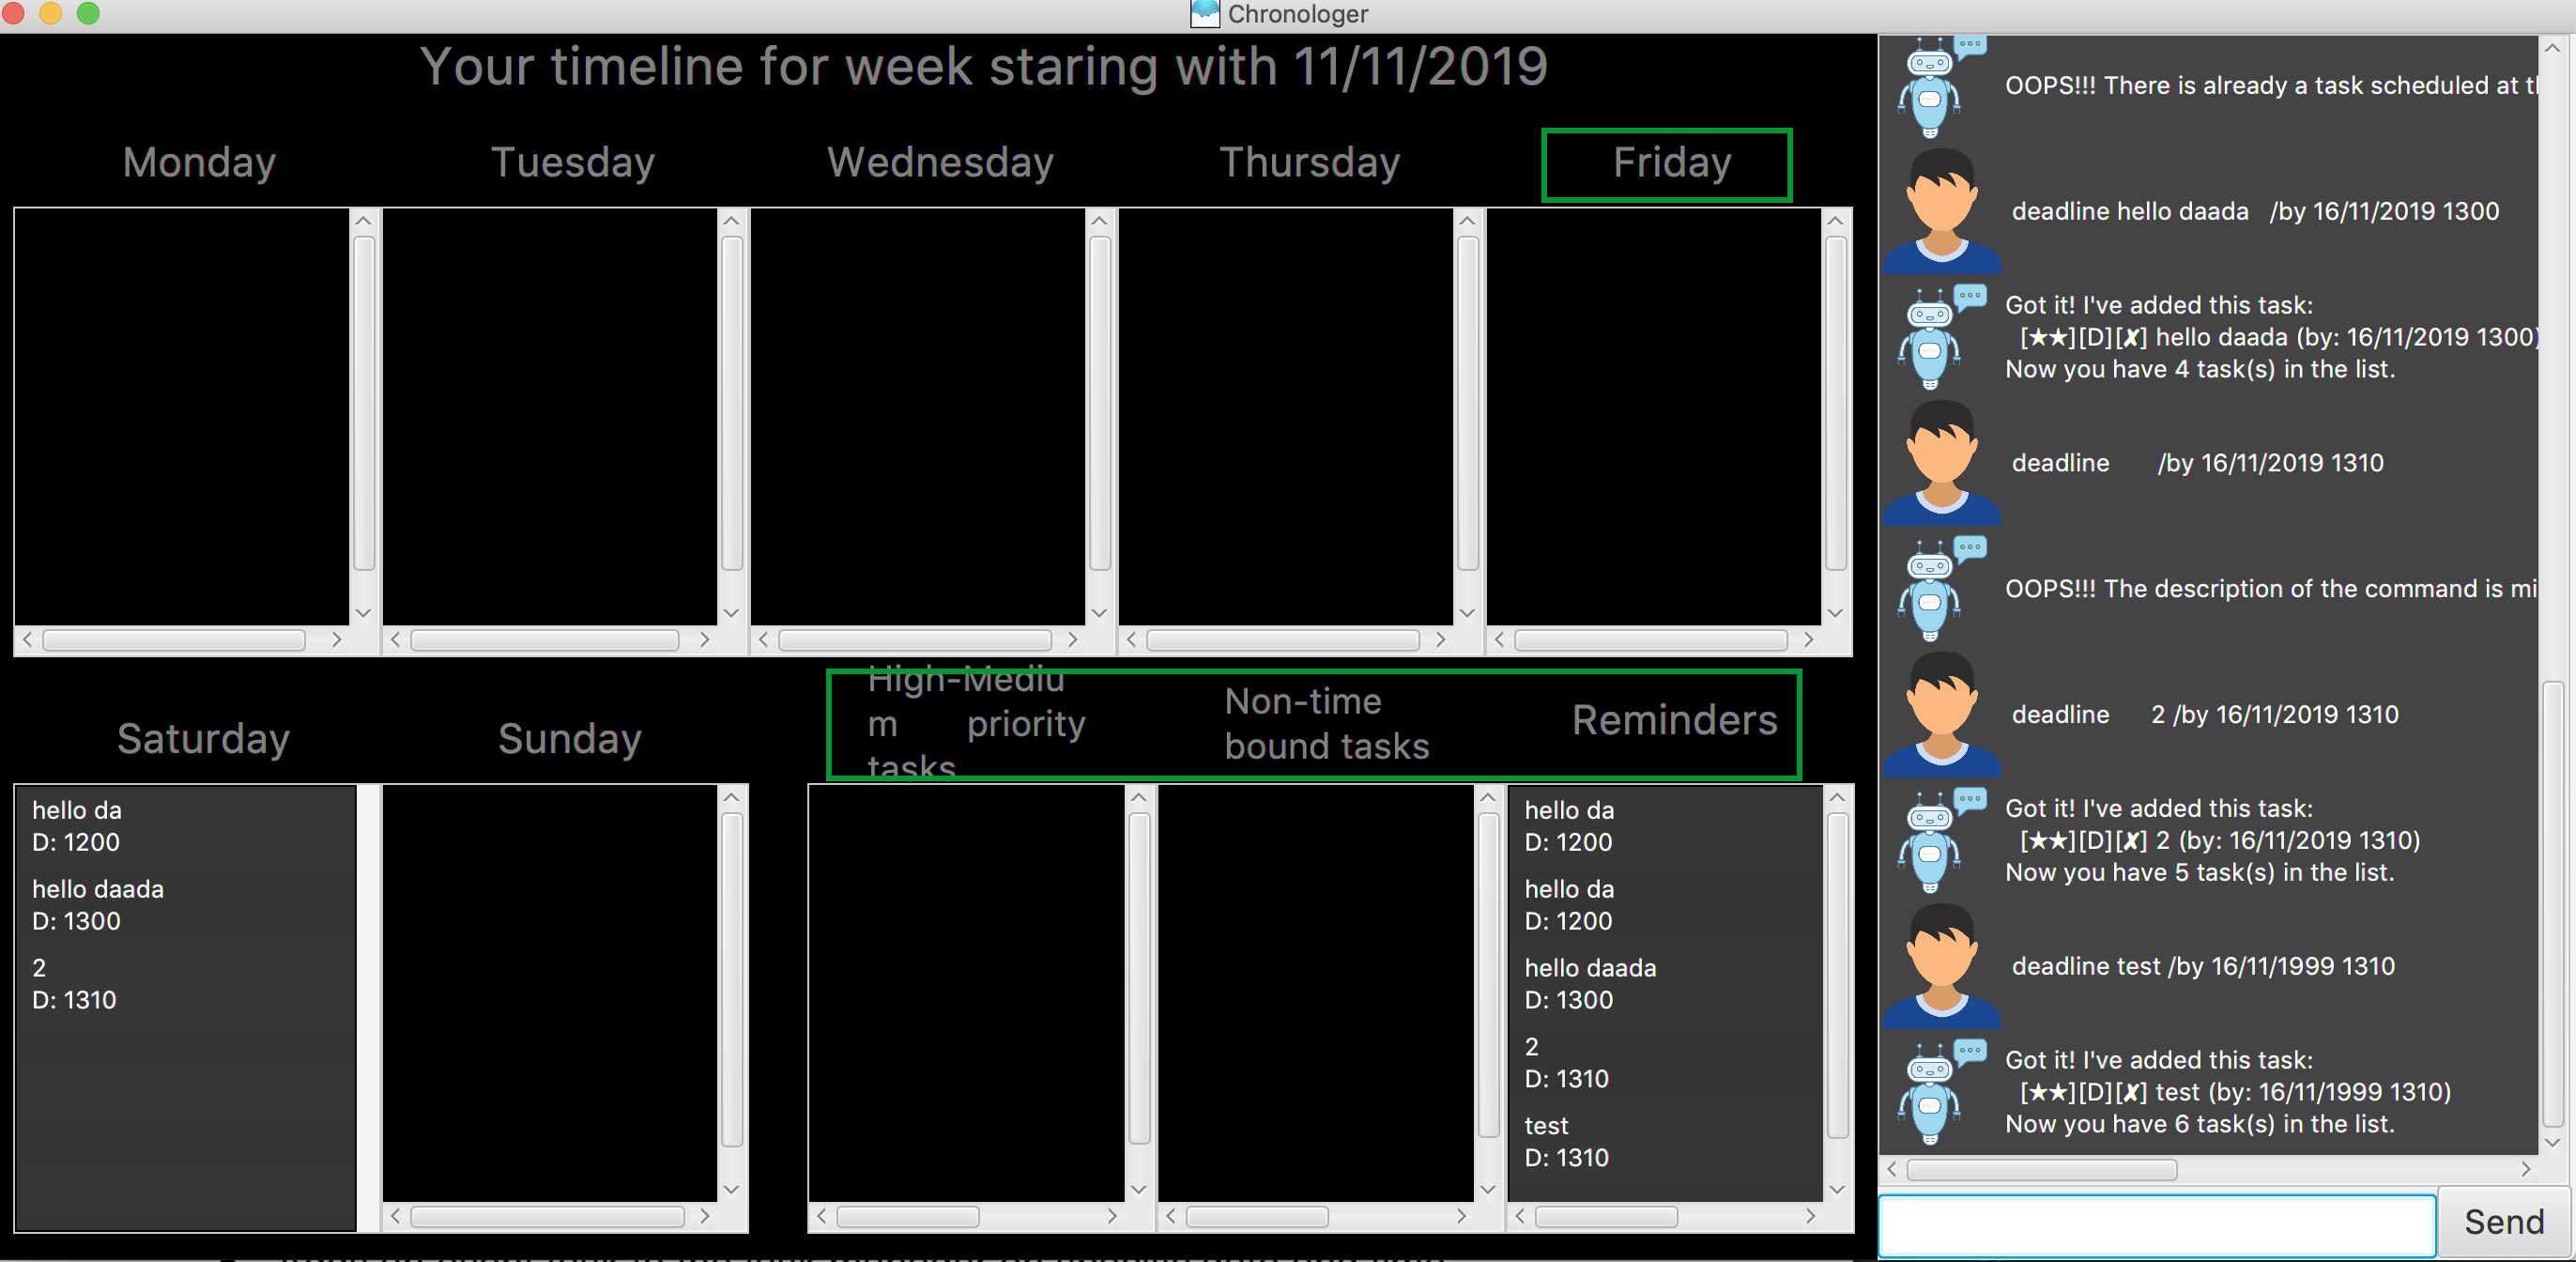 Chronologer
Your timeline for week staring with 11/11/2019
Monday
Tuesday
Wednesday
Thursday
Friday
Saturday
Sunday
High-Mediu
m priority
tasks
Non-time
bound tasks
Reminders
hello da
D: 1200
hello daada
D: 1300
2
D: 1310
hello da
D: 1200
hello da
D: 1200
hello daada
D: 1300
2
D: 1310
test
D: 1310
OOPS!!! There is already a task scheduled at
deadline hello daada /by 16/11/2019 1300
Got it! I've added this task:
[★★][D][✘] hello daada (by: 16/11/2019 1300)
Now you have 4 task(s) in the list.
deadline /by 16/11/2019 1310
OOPS!!! The description of the command is
deadline 2 /by 16/11/2019 1310
Got it! I've added this task:
[★★][D][✘] 2 (by: 16/11/2019 1310)
Now you have 5 task(s) in the list.
deadline test /by 16/11/1999 1310
Got it! I've added this task:
[★★][D][✘] test (by: 16/11/1999 1310)
Now you have 6 task(s) in the list.
Send